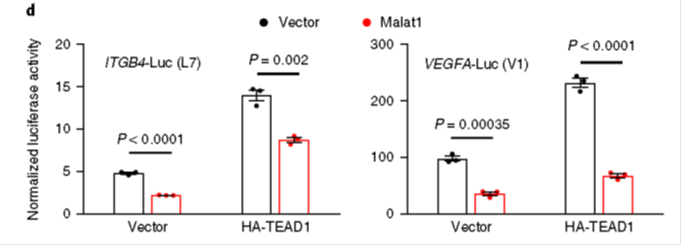 d
Vector Malat1
Normalized luciferase activity
20
15
10
5
0
ITGB4-Luc (L7)
P < 0.0001
P = 0.002
Vector HA-TEAD1
300
200
100
0
VEGFA-Luc (V1)
P = 0.00035
P < 0.0001
Vector HA-TEAD1